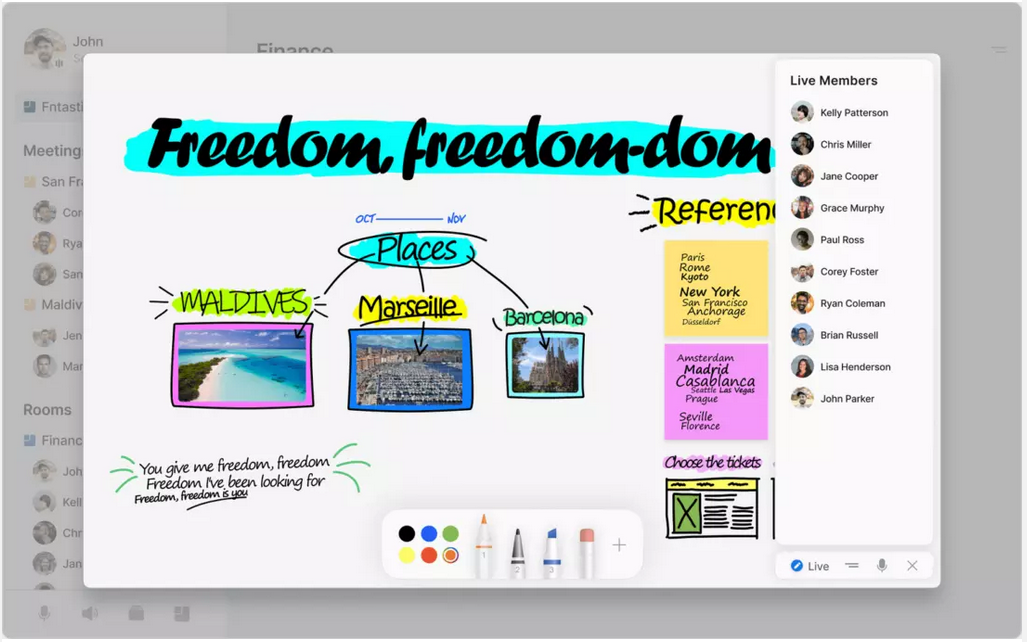 John
Finance
Fntasti
Meeting
San Fra
Cor
Rya
San
Maldiv
Jen
Mar
Rooms
Financ
Joh
Kell
Chr
Jan
Freedom, freedom-dom
OCT NOV
Places
MALDIVES
Marseille
Barcelona
You give me freedom, freedom
Freedom I've been looking for
Freedom, freedom is you
Referen
Paris
Rome
Kyoto
New York
San Francisco
Anchorage
Düsseldorf
Amsterdam
Madrid
Casablanca
Seattle Las Vegas
Prague
Seville
Florence
Choose the tickets
1
2
3
Live Members
Kelly Patterson
Chris Miller
Jane Cooper
Grace Murphy
Paul Ross
Corey Foster
Ryan Coleman
Brian Russell
Lisa Henderson
John Parker
Live